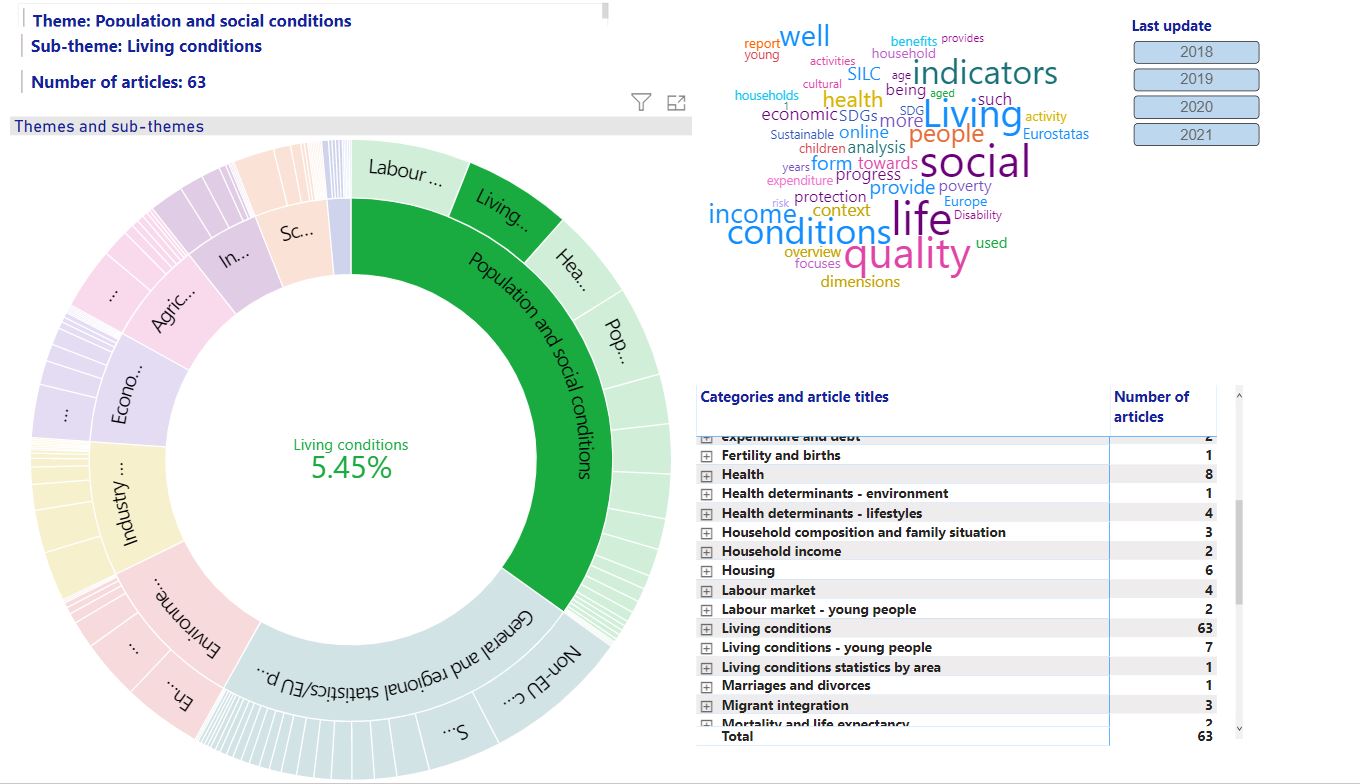 Theme: Population and social conditions
Sub-theme: Living conditions
Number of articles: 63
Themes and sub-themes
Labour ...
Living...
Hea...
Pop...
Population and social conditions
Non-EU c...
General and regional statistics/EU p...
S...
En...
...
Environme...
Industry ...
...
Econo...
...
Agric...
In...
Sc...
Living conditions
5.45%
report well benefits provides
young activities household
SILC age indicators
cultural being aged
households health such
1 economic SDGs SDG more Living activity
Sustainable online people Eurostatas
children analysis
years form towards social
expenditure progress
protection provide poverty
risk Europe
income context life Disability
conditions used
overview quality
focuses
dimensions
Last update
2018
2019
2020
2021
Categories and article titles Number of articles
expenditure and debt 2
Fertility and births 1
Health 8
Health determinants - environment 1
Health determinants - lifestyles 4
Household composition and family situation 3
Household income 2
Housing 6
Labour market 4
Labour market - young people 2
Living conditions 63
Living conditions - young people 7
Living conditions statistics by area 1
Marriages and divorces 1
Migrant integration 3
Mortality and life expectancy 2
Total 63